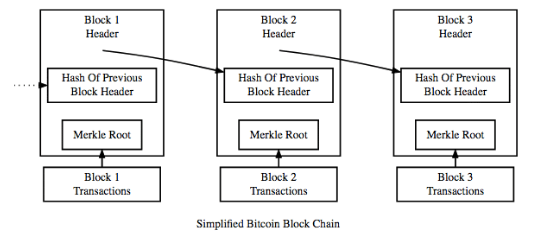 Block 1
Header
Block 2
Header
Block 3
Header
Hash Of Previous
Block Header
Hash Of Previous
Block Header
Hash Of Previous
Block Header
Merkle Root
Merkle Root
Merkle Root
Block 1
Transactions
Block 2
Transactions
Block 3
Transactions
Simplified Bitcoin Block Chain